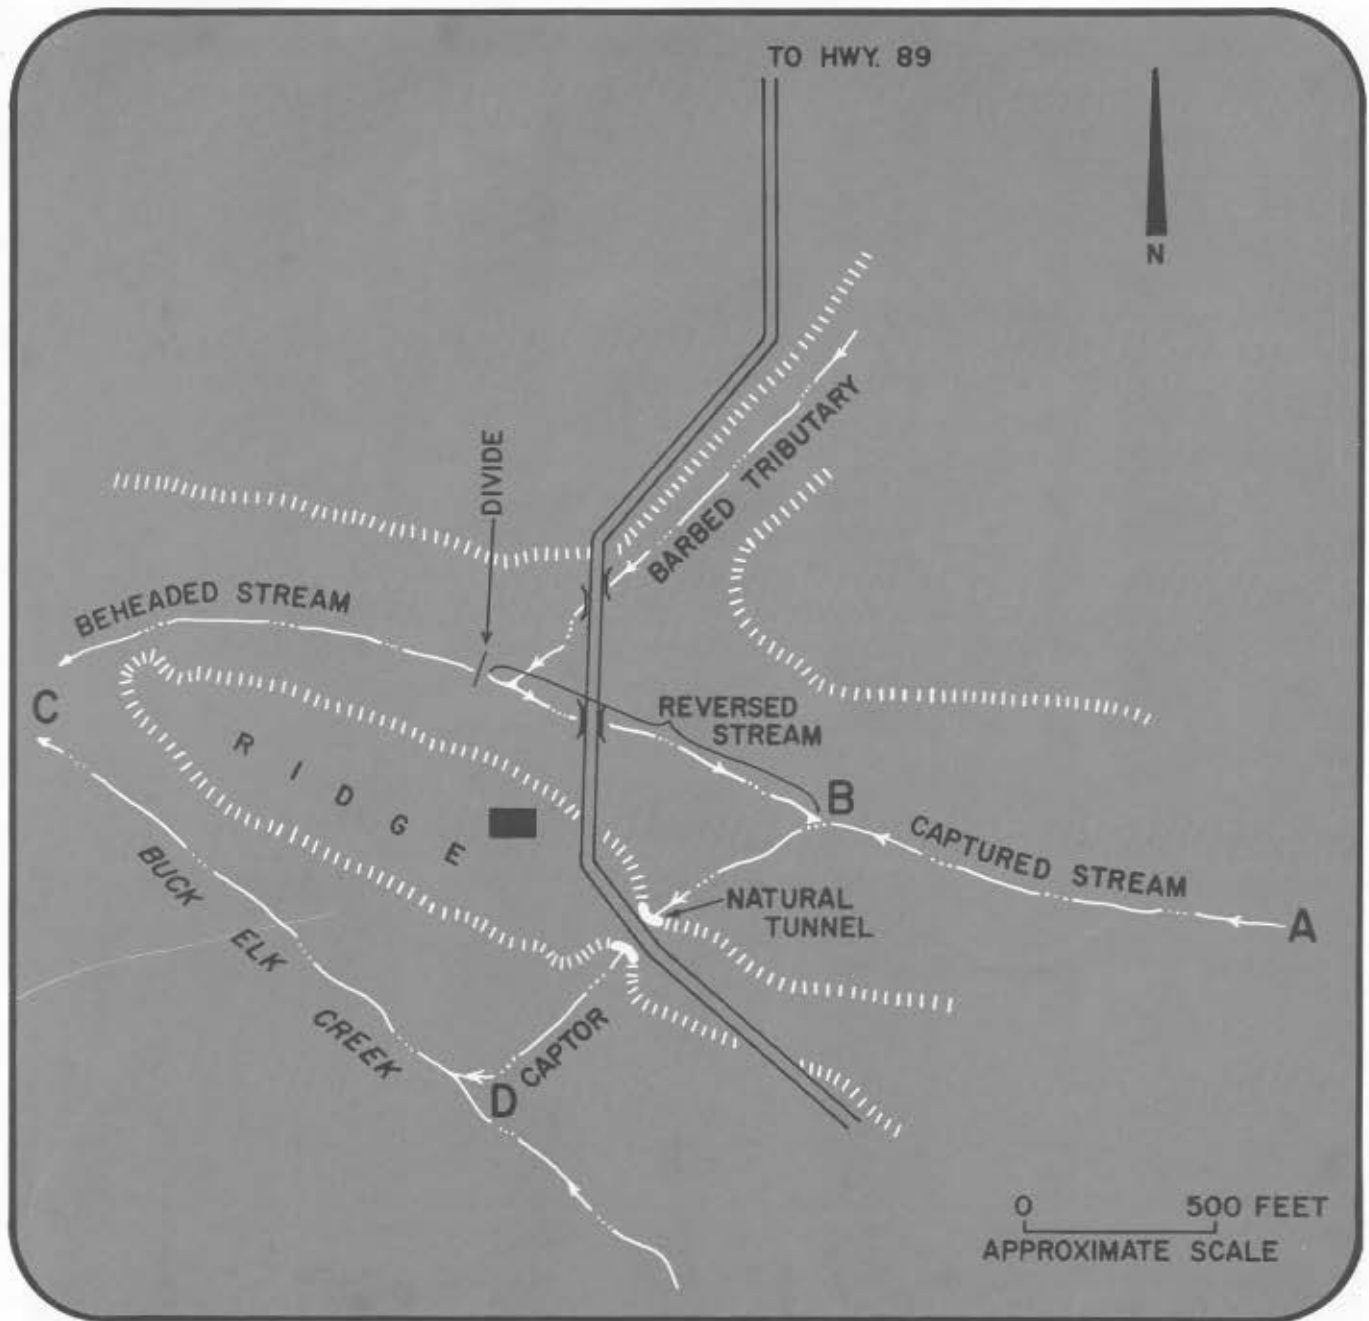 TO HWY. 89
N
BARBED TRIBUTARY
DIVIDE
BEHEADED STREAM
C
REVERSED
STREAM
RIDGE
B
CAPTURED STREAM
A
NATURAL
TUNNEL
BUCK ELK CREEK
CAPTOR
D
0 500 FEET
APPROXIMATE SCALE